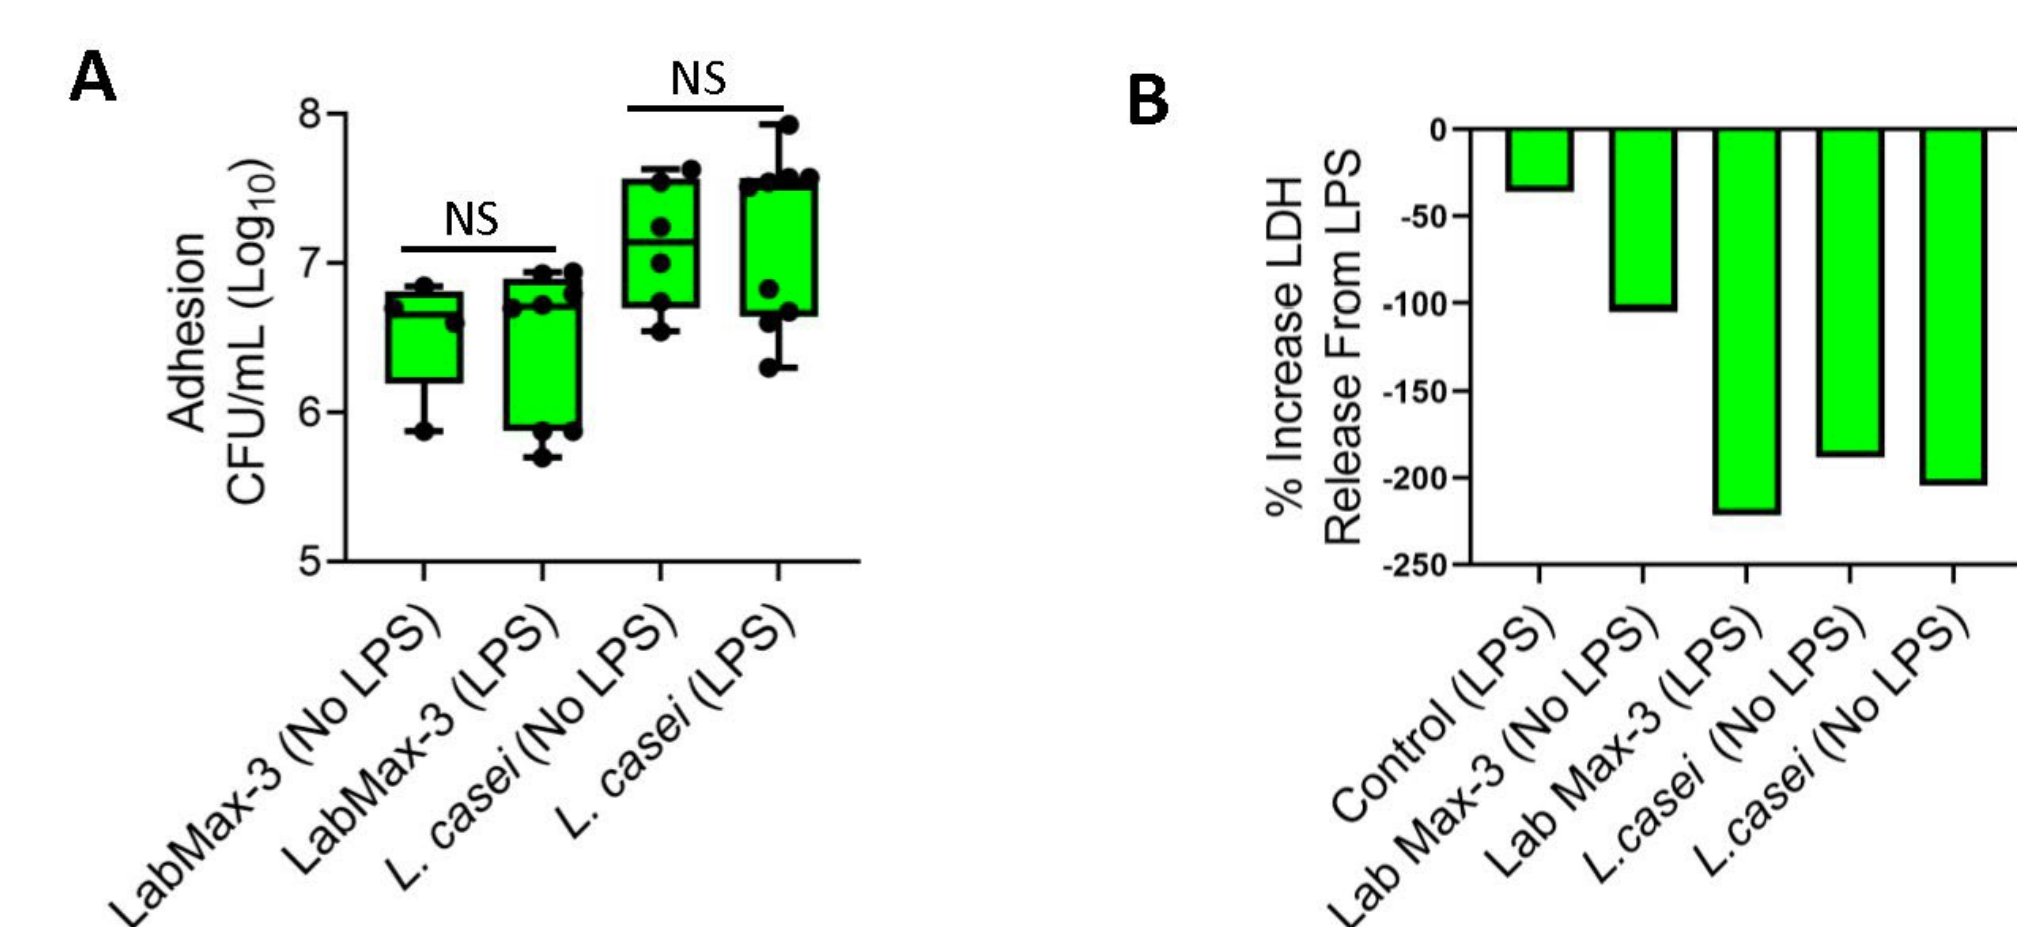 A
Adhesion
CFU/mL (Log10)
8
7
6
5
NS
NS
LabMax-3 (No LPS)
LabMax-3 (LPS)
L. casei (No LPS)
L. casei (LPS)
B
% Increase LDH
Release From LPS
0
-50
-100
-150
-200
-250
Control (LPS)
Lab Max-3 (No LPS)
Lab Max-3 (LPS)
L.casei (No LPS)
L.casei (No LPS)